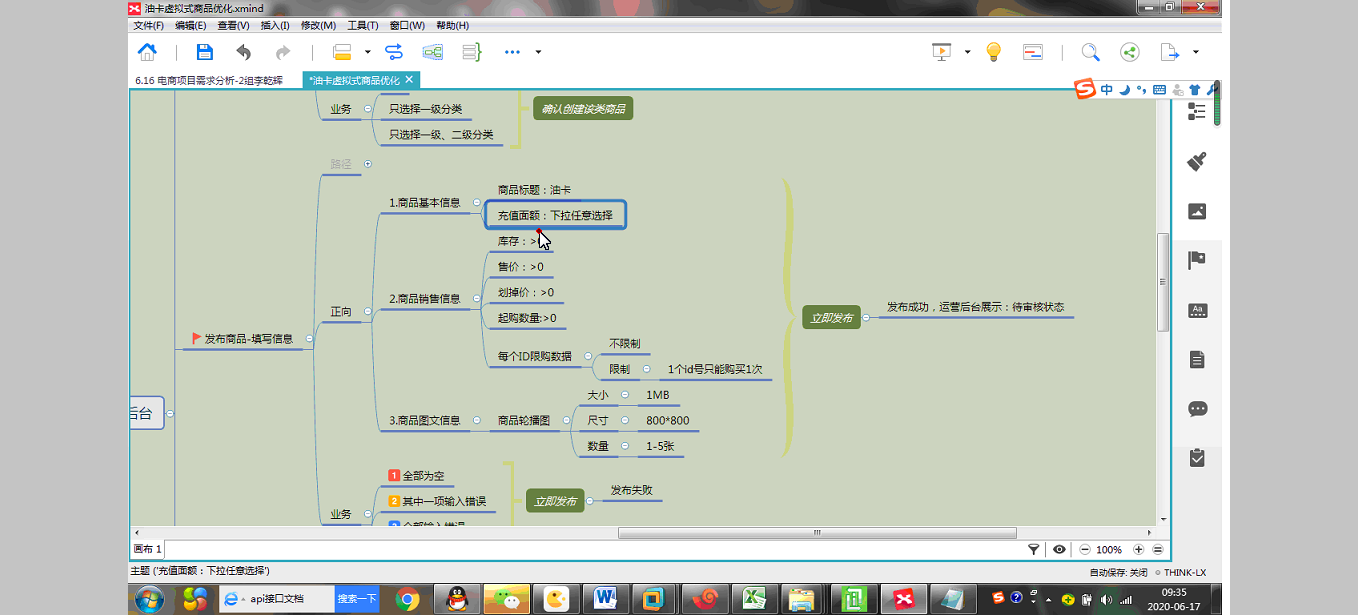 油卡虚拟式商品优化.xmind
文件(F) 编辑(E) 查看(V) 插入(I) 修改(M) 工具(T) 窗口(W) 帮助(H)
6.16 电商项目需求分析-2组李乾辉 *油卡虚拟式商品优化
中
业务
只选择一级分类
只选择一级、二级分类
确认创建该类商品
路径
1.商品基本信息
商品标题：油卡
充值面额：下拉任意选择
正向
2.商品销售信息
库存：>
售价：>0
划掉价：>0
起购数量:>0
每个ID限购数据
不限制
限制
1个id号只能购买1次
立即发布
发布成功，运营后台展示：待审核状态
发布商品-填写信息
后台
3.商品图文信息
商品轮播图
大小
1MB
尺寸
800*800
数量
1-5张
业务
1 全部为空
2 其中一项输入错误
全部输入错误
立即发布
发布失败
画布 1
100%
主题 ('充值面额：下拉任意选择')
自动保存: 关闭 THINK-LX
api接口文档 搜索一下
09:35
2020-06-17